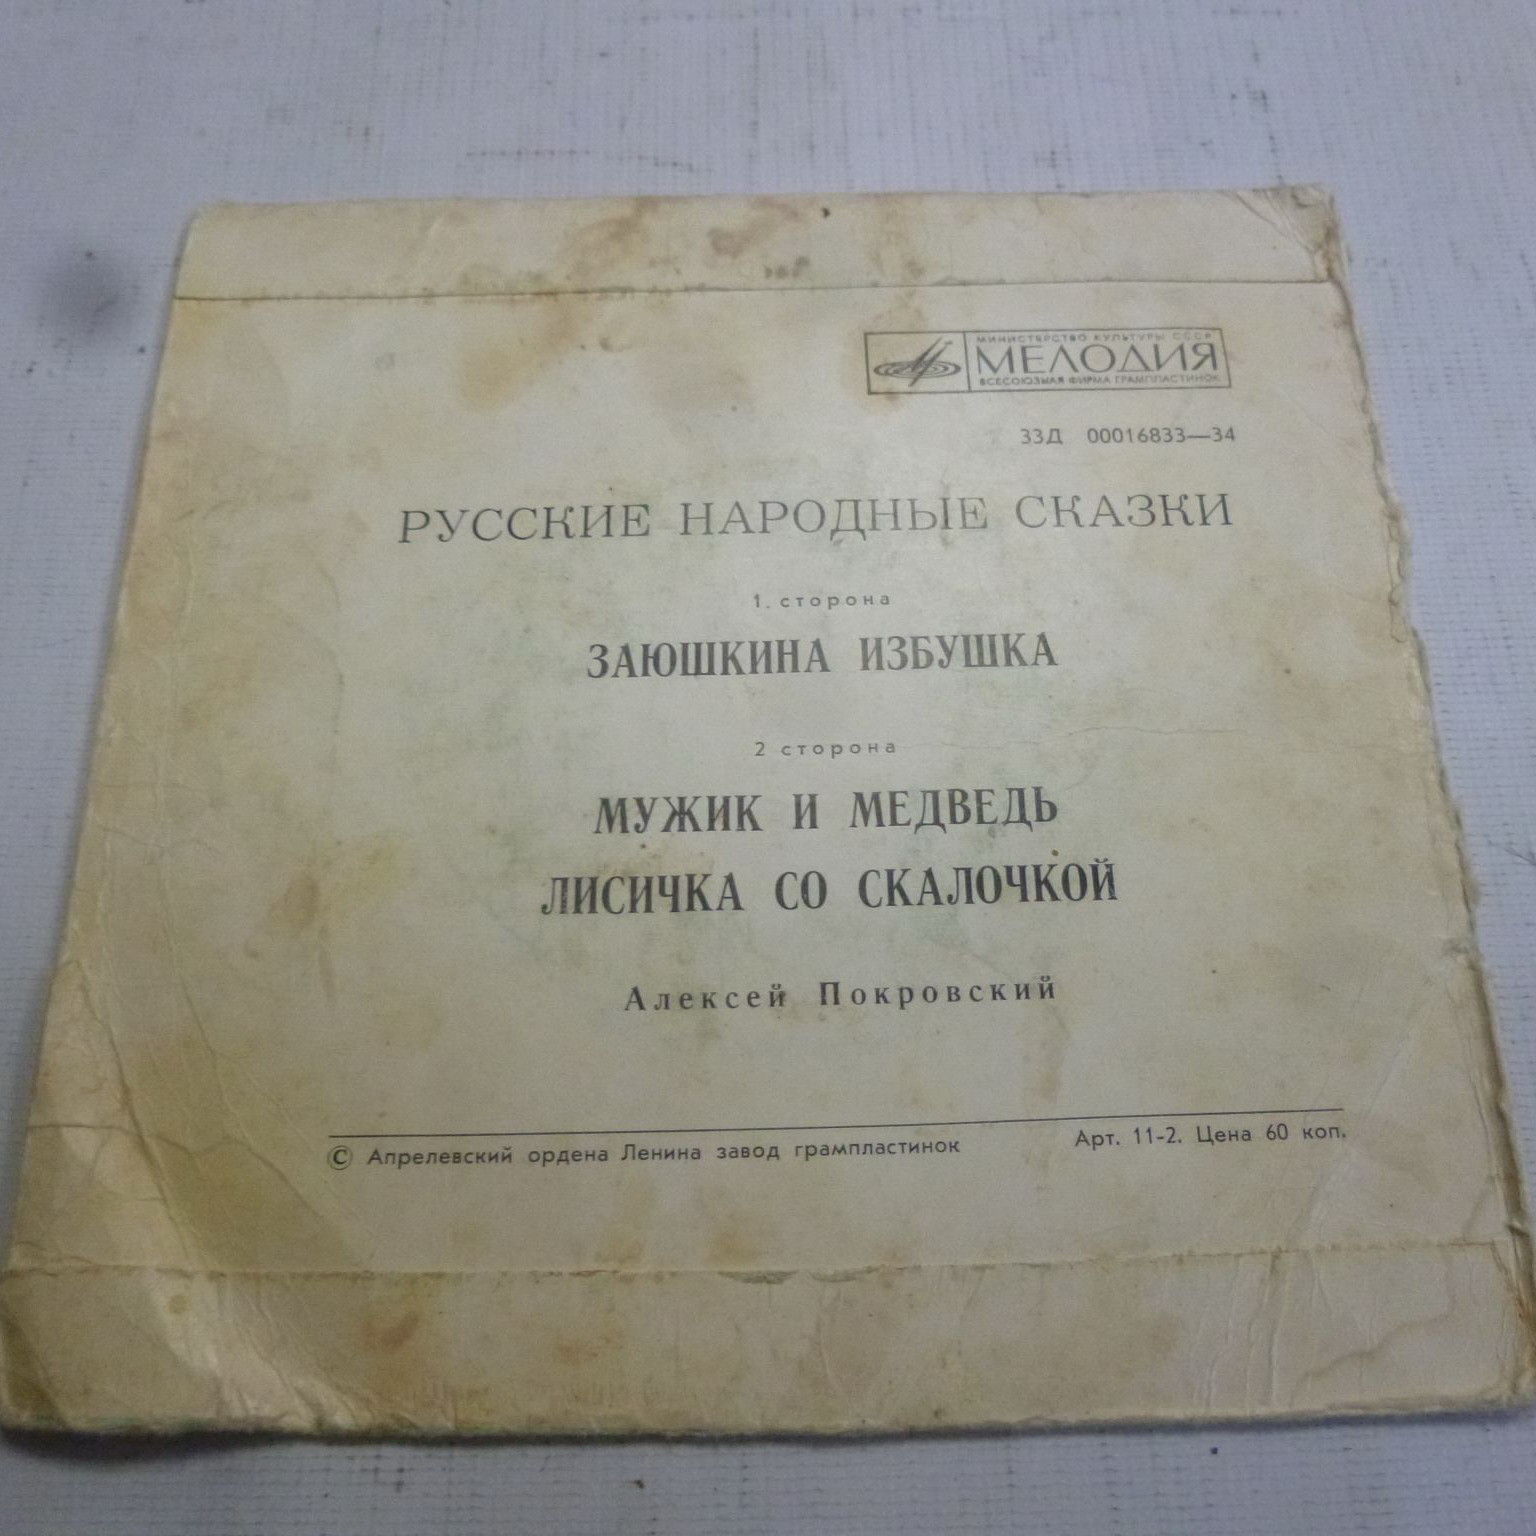 МИНИСТЕРСТВО КУЛЬТУРЫ СССР
МЕЛОДИЯ
ВСЕСОЮЗНАЯ ФИРМА ГРАМПЛАСТИНОК
33Д 00016833—34
РУССКИЕ НАРОДНЫЕ СКАЗКИ
1. сторона
ЗАЮШКИНА ИЗБУШКА
2 сторона
МУЖИК И МЕДВЕДЬ
ЛИСИЧКА СО СКАЛОЧКОЙ
Алексей Покровский
© Апрелевский ордена Ленина завод грампластинок
Арт. 11-2. Цена 60 коп.